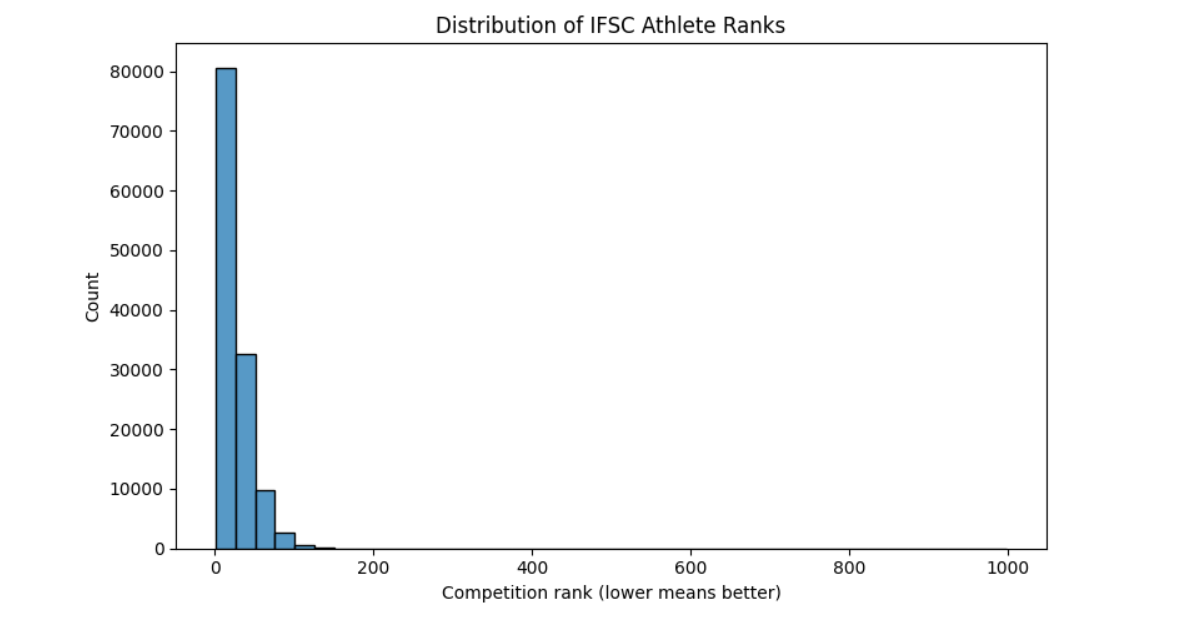 Distribution of IFSC Athlete Ranks
80000
70000
60000
50000
40000
30000
20000
10000
0
Count
0 200 400 600 800 1000
Competition rank (lower means better)